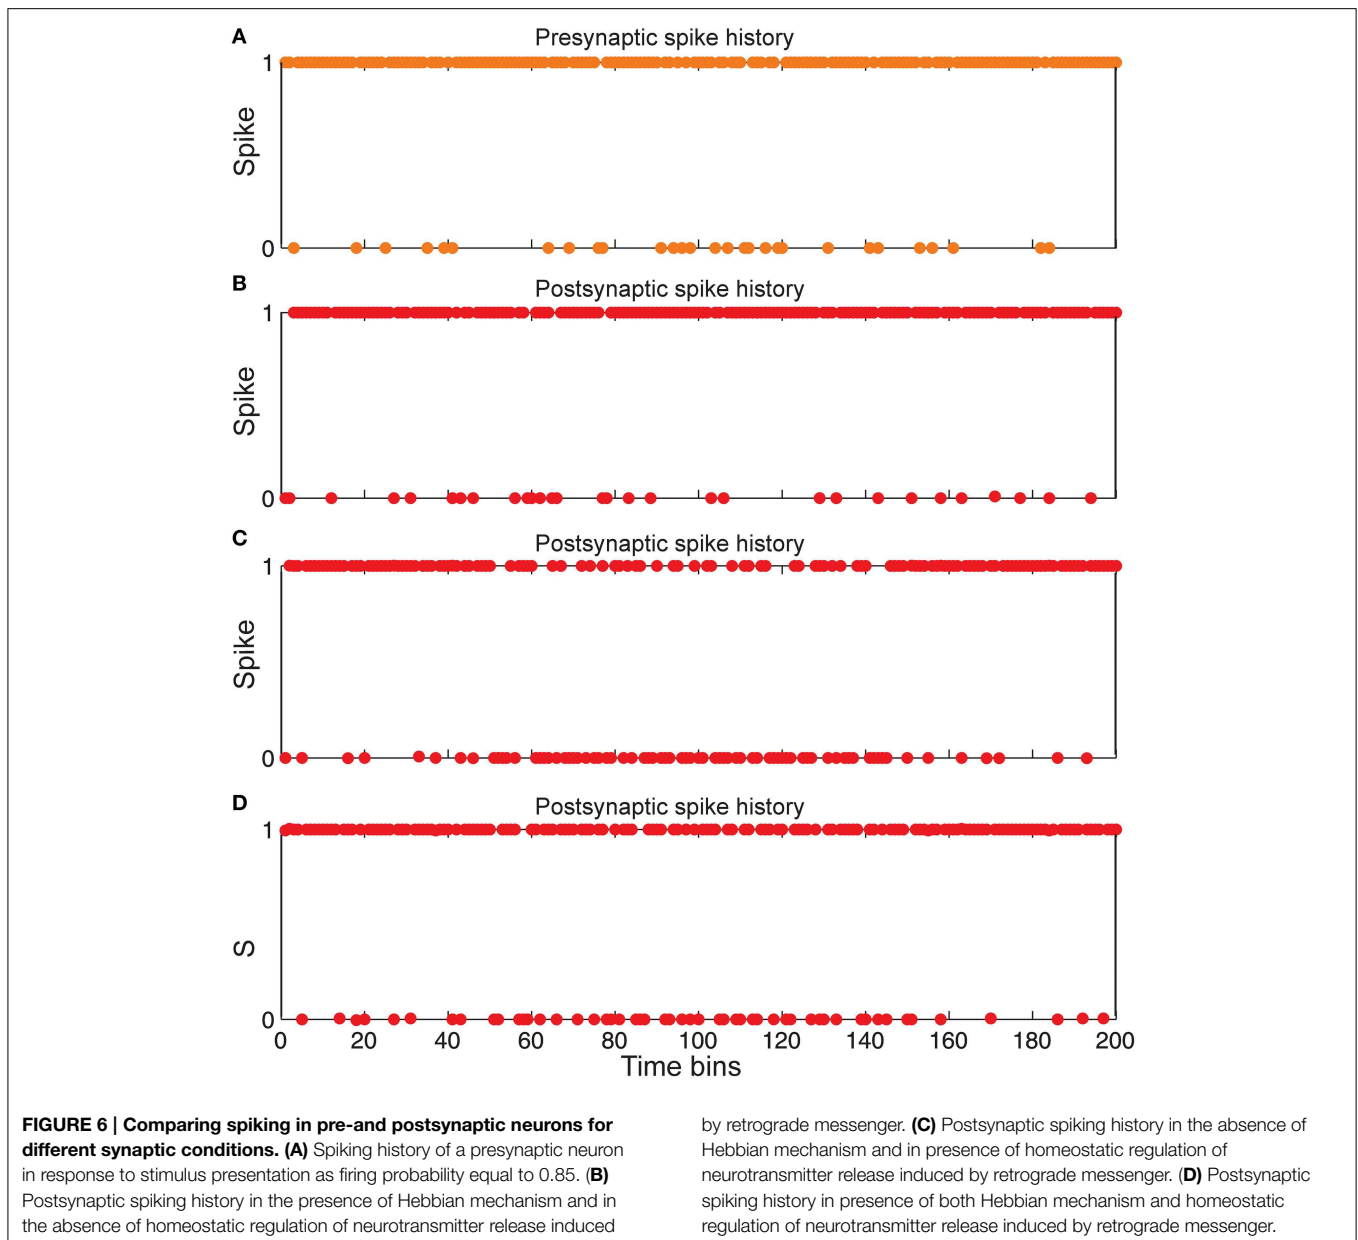 A
Presynaptic spike history
1
Spike
0
B
Postsynaptic spike history
1
Spike
0
C
Postsynaptic spike history
1
Spike
0
D
Postsynaptic spike history
1
S
0
0 20 40 60 80 100 120 140 160 180 200
Time bins
FIGURE 6 | Comparing spiking in pre-and postsynaptic neurons for
different synaptic conditions. (A) Spiking history of a presynaptic neuron
in response to stimulus presentation as firing probability equal to 0.85. (B)
Postsynaptic spiking history in the presence of Hebbian mechanism and in
the absence of homeostatic regulation of neurotransmitter release induced
by retrograde messenger. (C) Postsynaptic spiking history in the absence of
Hebbian mechanism and in presence of homeostatic regulation of
neurotransmitter release induced by retrograde messenger. (D) Postsynaptic
spiking history in presence of both Hebbian mechanism and homeostatic
regulation of neurotransmitter release induced by retrograde messenger.